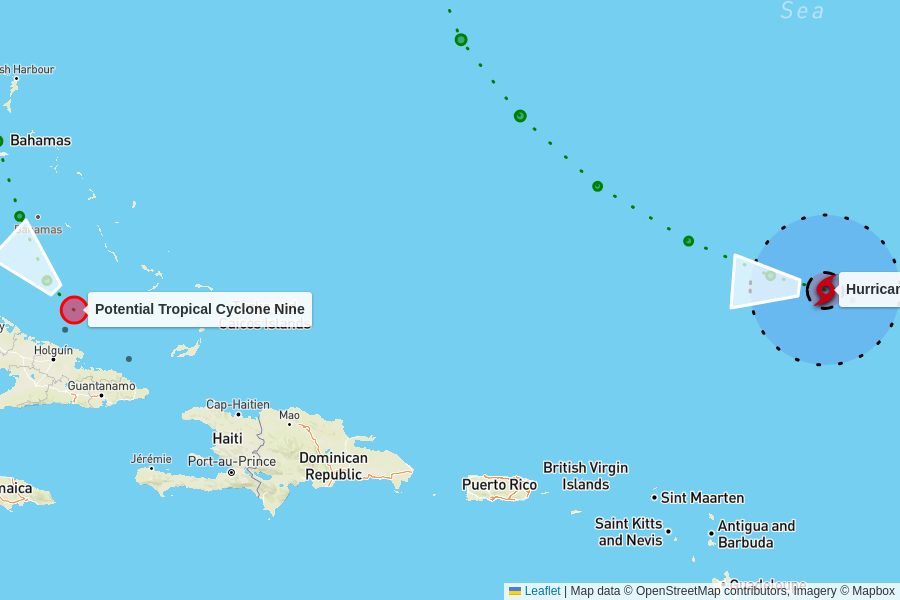 Sea
sh Harbour
Bahamas
Bahamas
Potential Tropical Cyclone Nine
Caicos Islands
Hurrican
y
Holguín
Guantanamo
Cap-Haitien
Mao
Haiti
Jérémie
Port-au-Prince
Dominican
Republic
maica
Puerto Rico
British Virgin
Islands
Sint Maarten
Saint Kitts
and Nevis
Antigua and
Barbuda
Guadeloupe
Leaflet | Map data © OpenStreetMap contributors, Imagery © Mapbox